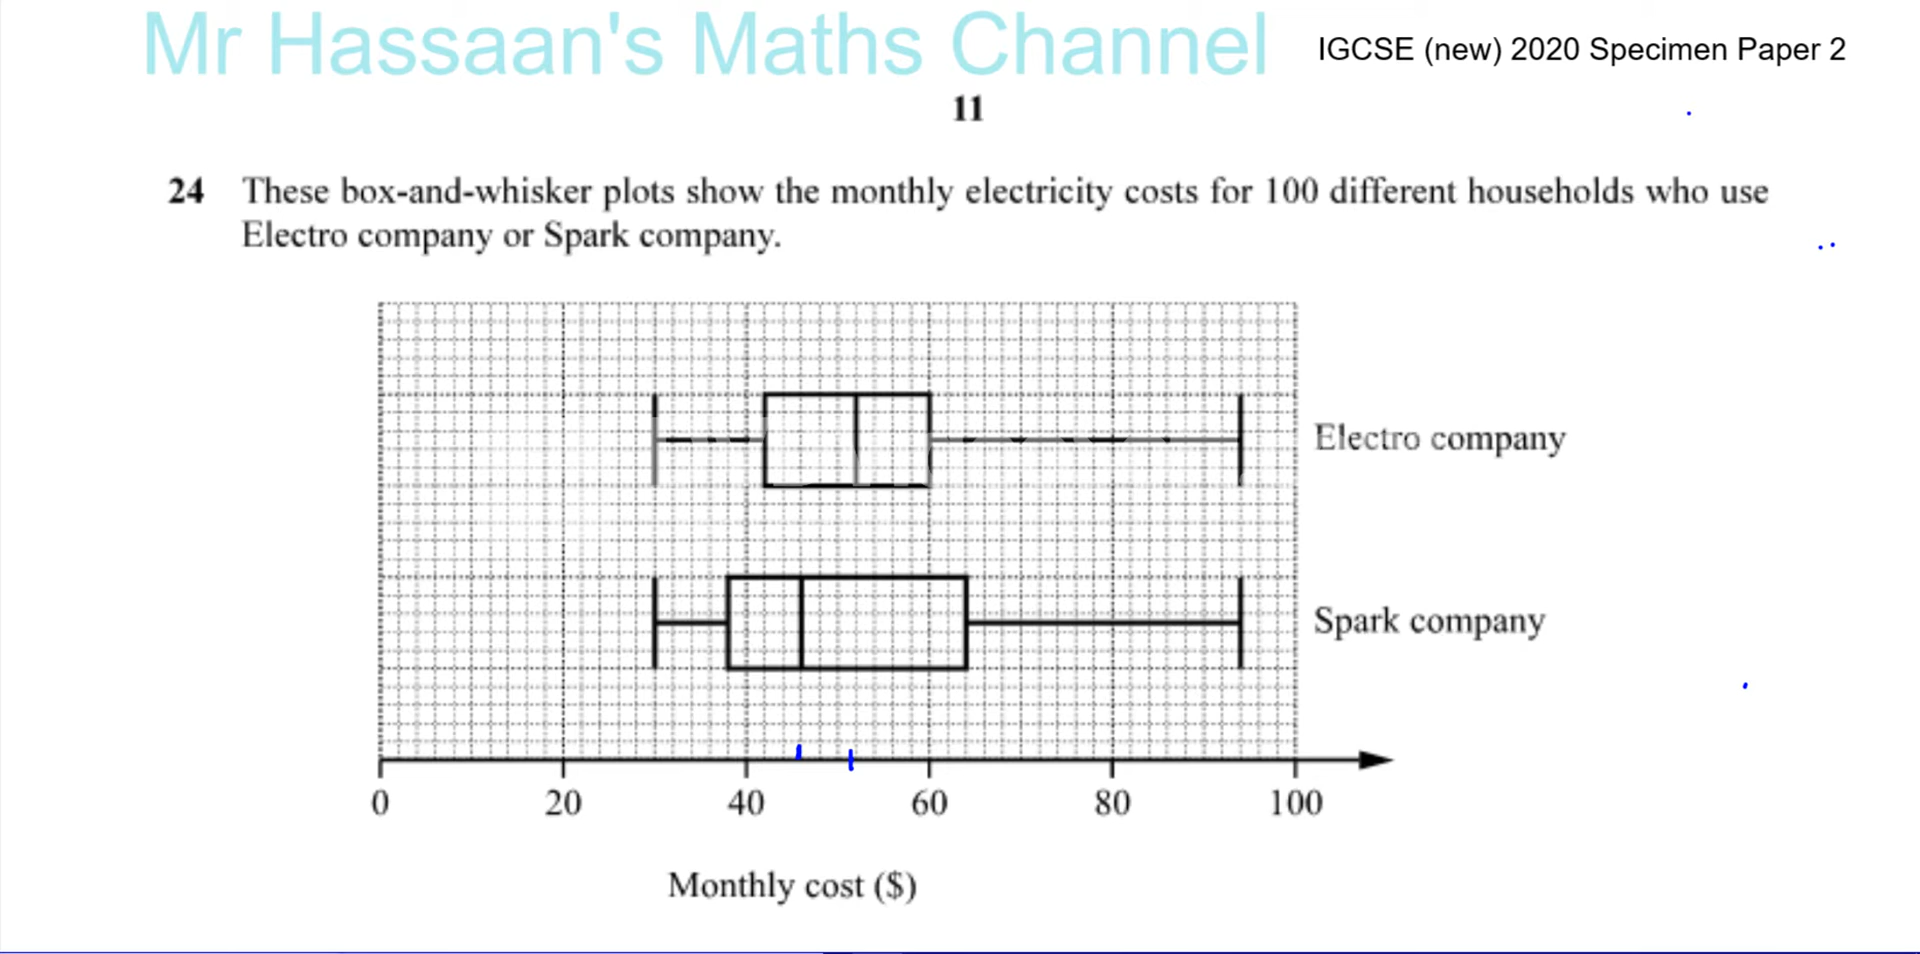 Mr Hassaan's Maths Channel
IGCSE (new) 2020 Specimen Paper 2
11
24 These box-and-whisker plots show the monthly electricity costs for 100 different households who use
Electro company or Spark company.
Electro company
Spark company
0 20 40 60 80 100
Monthly cost ($)